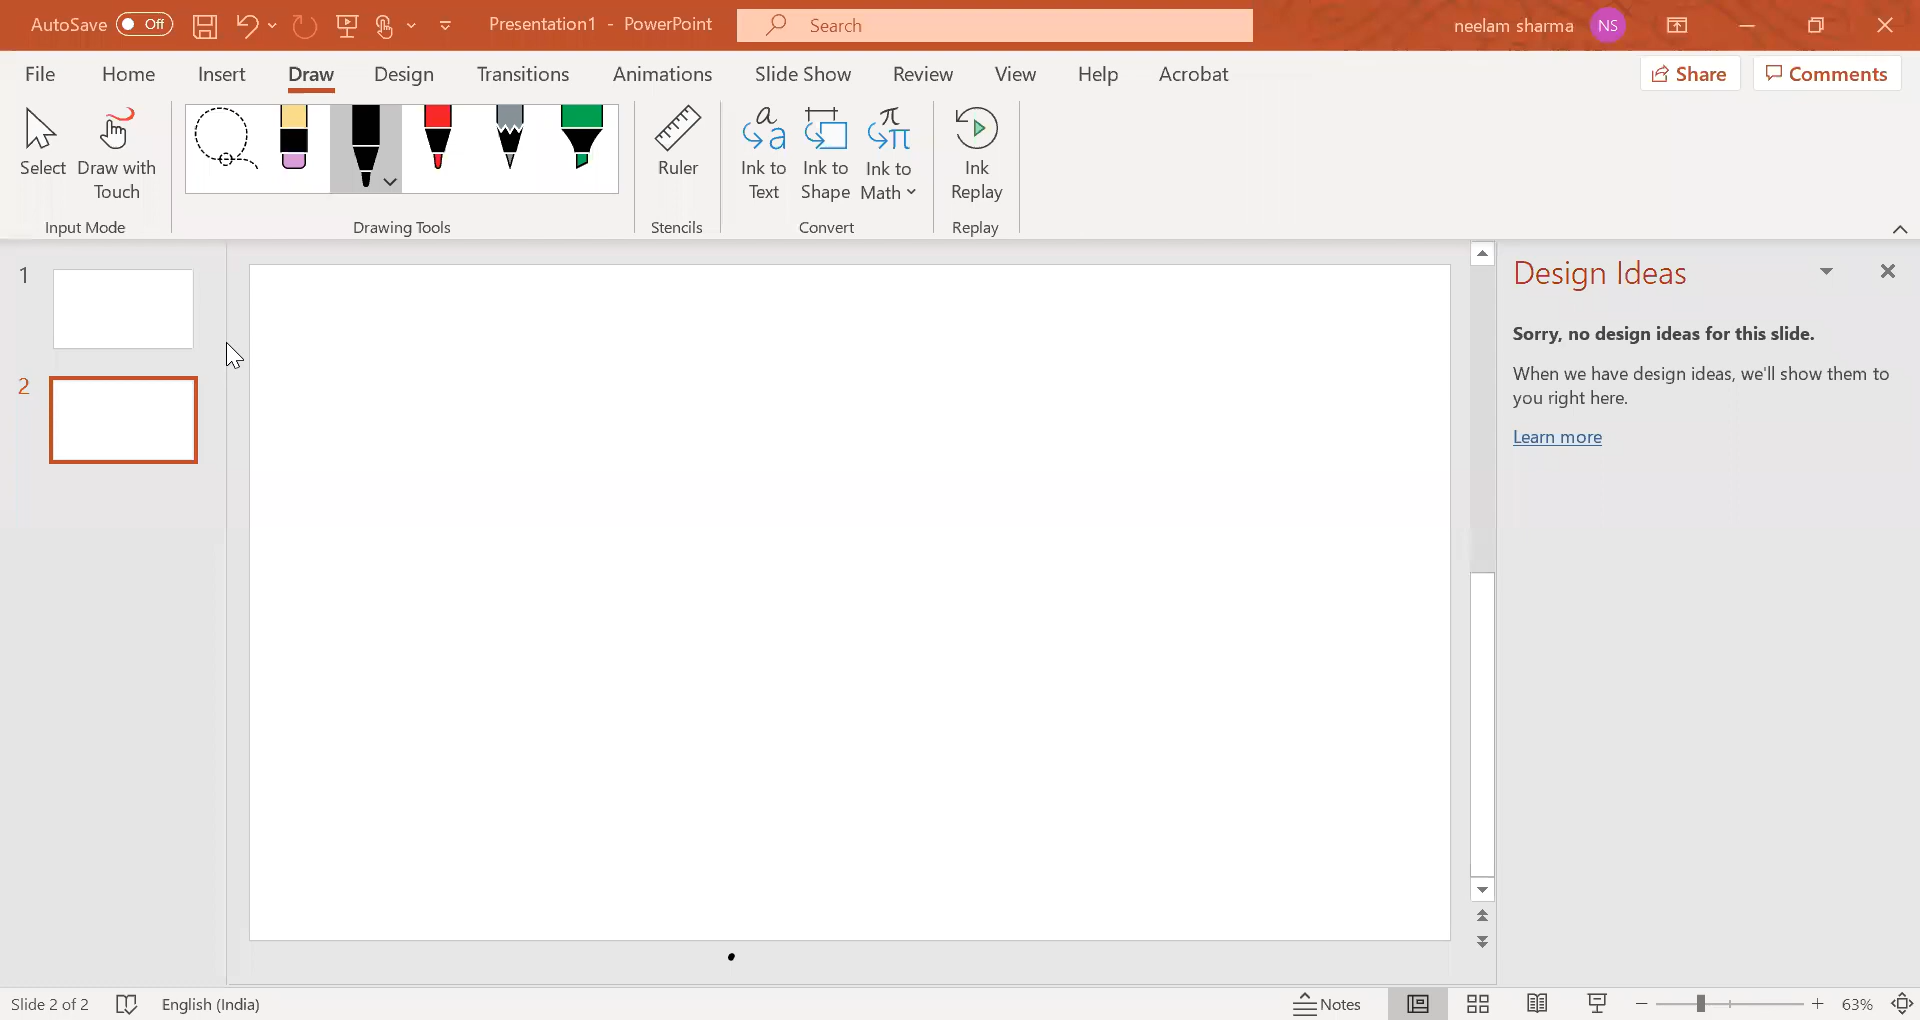 AutoSave Off Presentation1 - PowerPoint Search neelam sharma NS
File Home Insert Draw Design Transitions Animations Slide Show Review View Help Acrobat Share Comments
Select Draw with Touch Ruler Ink to Text Ink to Shape Ink to Math Ink Replay
Input Mode Drawing Tools Stencils Convert Replay
1
2
Design Ideas
Sorry, no design ideas for this slide.
When we have design ideas, we'll show them to
you right here.
Learn more
Slide 2 of 2 English (India) Notes 63%